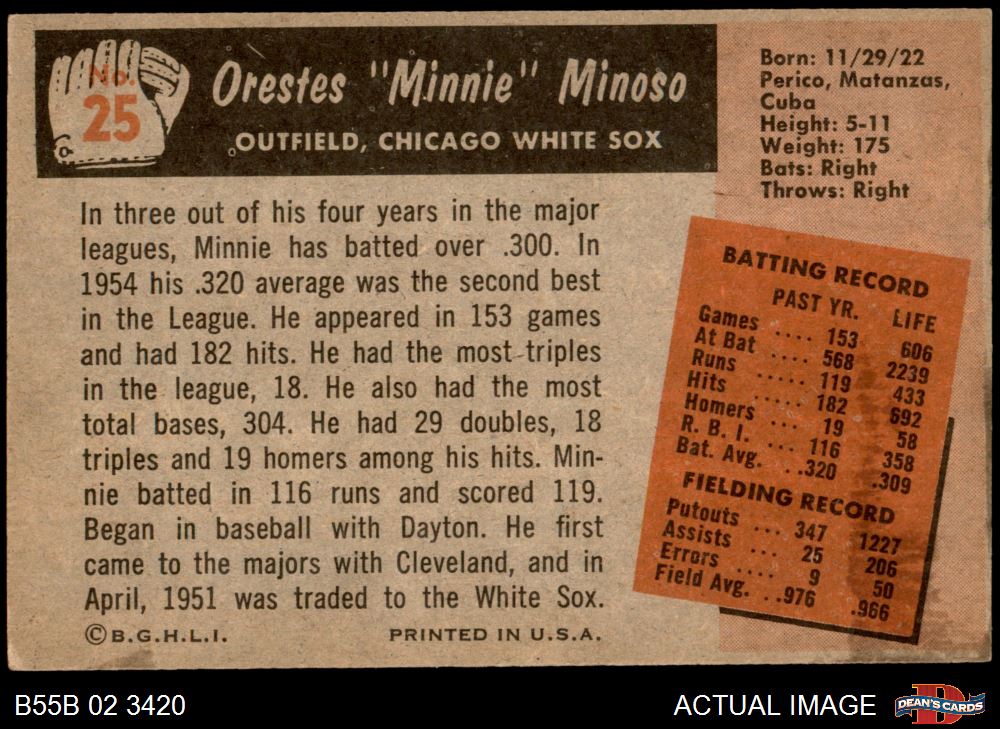 No.
25
Orestes "Minnie" Minoso
OUTFIELD, CHICAGO WHITE SOX
Born: 11/29/22
Perico, Matanzas,
Cuba
Height: 5-11
Weight: 175
Bats: Right
Throws: Right
In three out of his four years in the major
leagues, Minnie has batted over .300. In
1954 his .320 average was the second best
in the League. He appeared in 153 games
and had 182 hits. He had the most triples
in the league, 18. He also had the most
total bases, 304. He had 29 doubles, 18
triples and 19 homers among his hits. Min-
nie batted in 116 runs and scored 119.
Began in baseball with Dayton. He first
came to the majors with Cleveland, and in
April, 1951 was traded to the White Sox.
© B.G.H.L.I. PRINTED IN U.S.A.
BATTING RECORD
PAST YR. LIFE
Games .... 153 606
At Bat .... 568 2239
Runs ..... 119 433
Hits ..... 182 692
Homers ... 19 58
R. B. I. ... 116 358
Bat. Avg. ..320 .309
FIELDING RECORD
Putouts ... 347 1227
Assists ... 25 206
Errors .... 9 50
Field Avg. ..976 .966
B55B 02 3420
ACTUAL IMAGE
D
DEAN'S CARDS